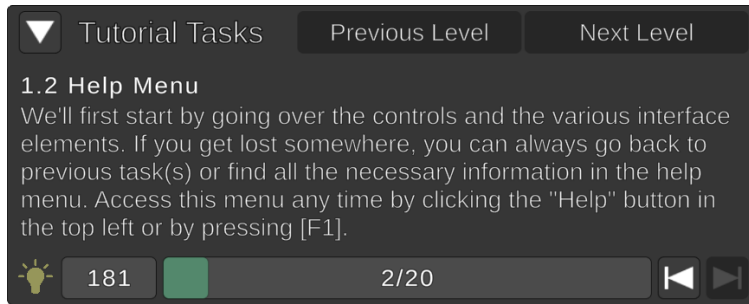 Tutorial Tasks Previous Level Next Level
1.2 Help Menu
We'll first start by going over the controls and the various interface
elements. If you get lost somewhere, you can always go back to
previous task(s) or find all the necessary information in the help
menu. Access this menu any time by clicking the "Help" button in
the top left or by pressing [F1].
181 2/20